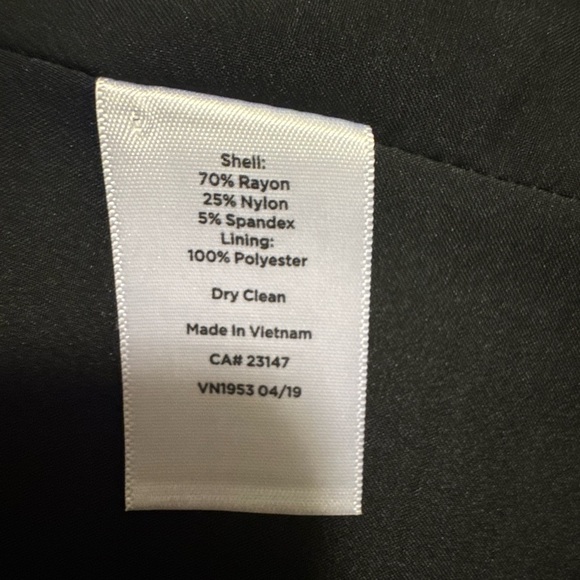 Shell:
70% Rayon
25% Nylon
5% Spandex
Lining:
100% Polyester
Dry Clean
Made In Vietnam
CA# 23147
VN1953 04/19